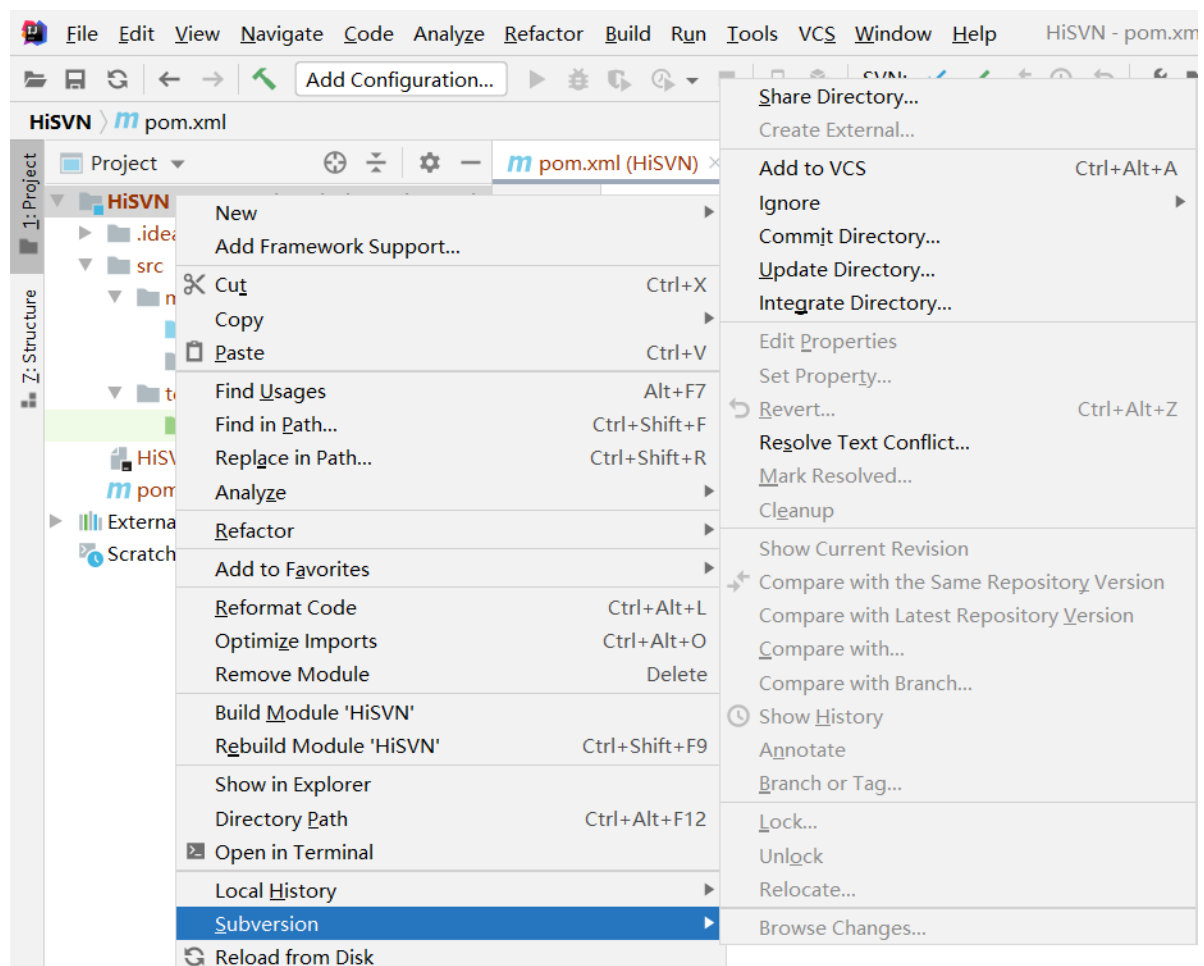 File Edit View Navigate Code Analyze Refactor Build Run Tools VCS Window Help HiSVN - pom.xm
Add Configuration...
HiSVN pom.xml
1: Project
Z: Structure
Project
pom.xml (HiSVN)
HiSVN
.idea
src
HiSV
pom
Externa
Scratch
New
Add Framework Support...
Cut Ctrl+X
Copy
Paste Ctrl+V
Find Usages Alt+F7
Find in Path... Ctrl+Shift+F
Replace in Path... Ctrl+Shift+R
Analyze
Refactor
Add to Favorites
Reformat Code Ctrl+Alt+L
Optimize Imports Ctrl+Alt+O
Remove Module Delete
Build Module 'HiSVN'
Rebuild Module 'HiSVN' Ctrl+Shift+F9
Show in Explorer
Directory Path Ctrl+Alt+F12
Open in Terminal
Local History
Subversion
Reload from Disk
Share Directory...
Create External...
Add to VCS Ctrl+Alt+A
Ignore
Commit Directory...
Update Directory...
Integrate Directory...
Edit Properties
Set Property...
Revert... Ctrl+Alt+Z
Resolve Text Conflict...
Mark Resolved...
Cleanup
Show Current Revision
Compare with the Same Repository Version
Compare with Latest Repository Version
Compare with...
Compare with Branch...
Show History
Annotate
Branch or Tag...
Lock...
Unlock
Relocate...
Browse Changes...